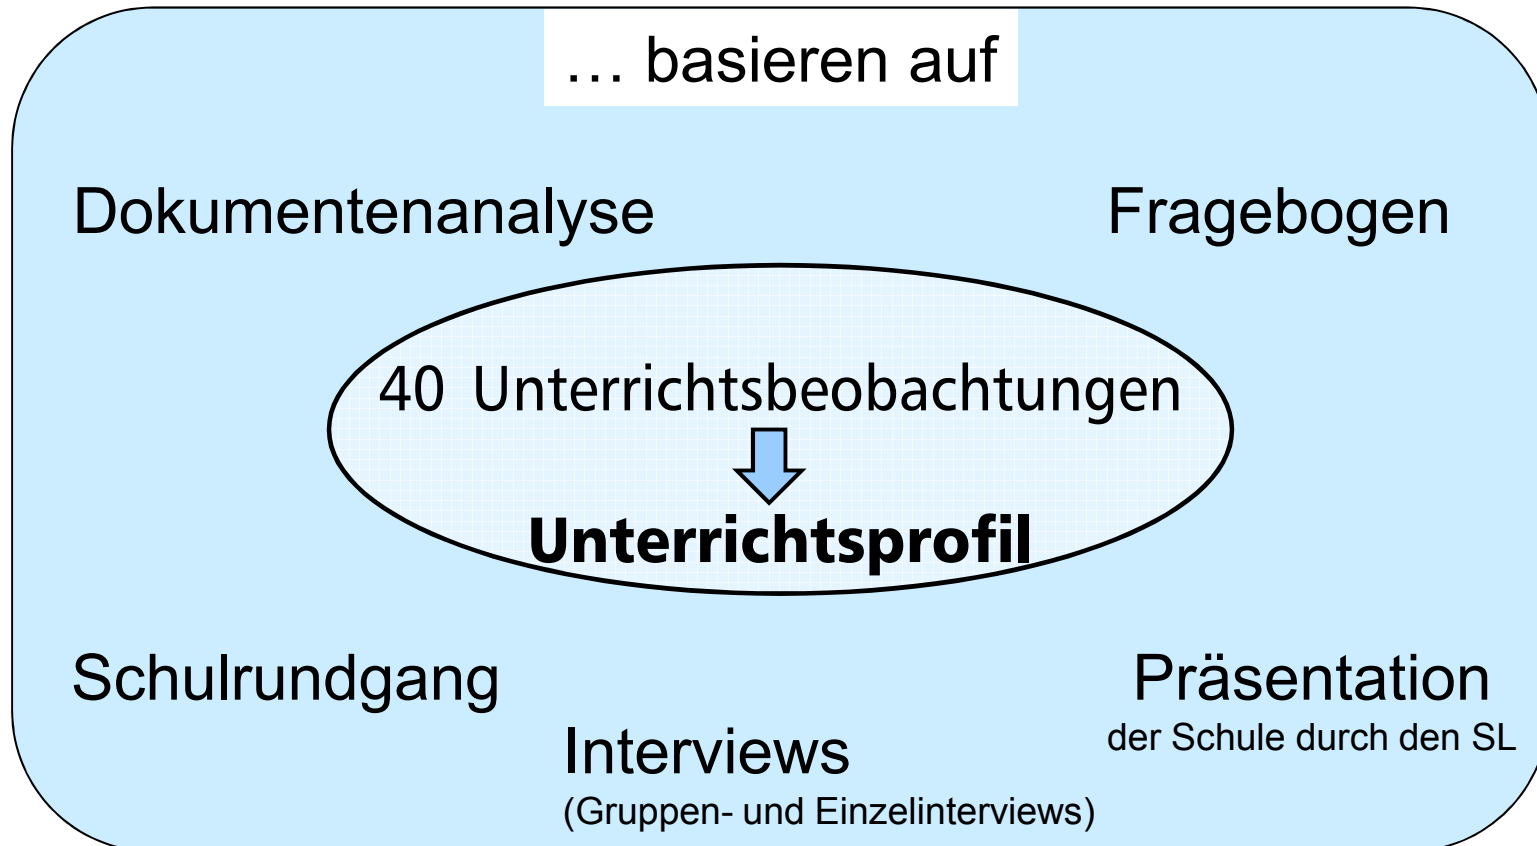 … basieren auf
Dokumentenanalyse
Fragebogen
40 Unterrichtsbeobachtungen
Unterrichtsprofil
Schulrundgang
Präsentation
der Schule durch den SL
Interviews
(Gruppen- und Einzelinterviews)